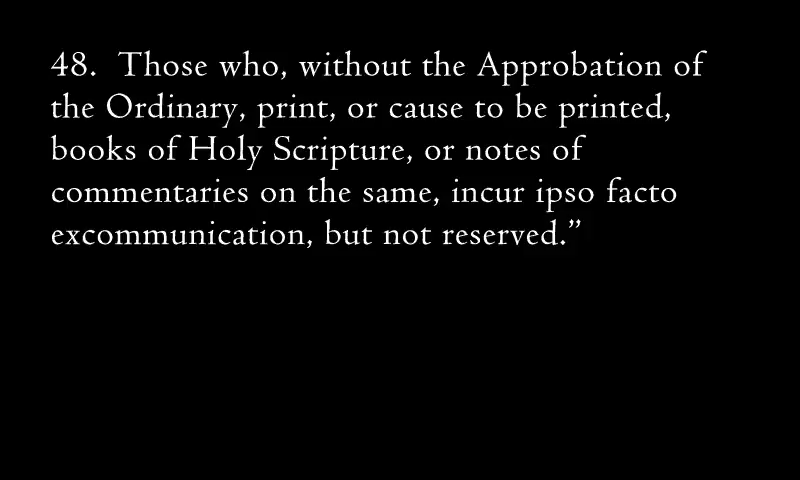 48.  Those who, without the Approbation of
the Ordinary, print, or cause to be printed,
books of Holy Scripture, or notes of
commentaries on the same, incur ipso facto
excommunication, but not reserved.”